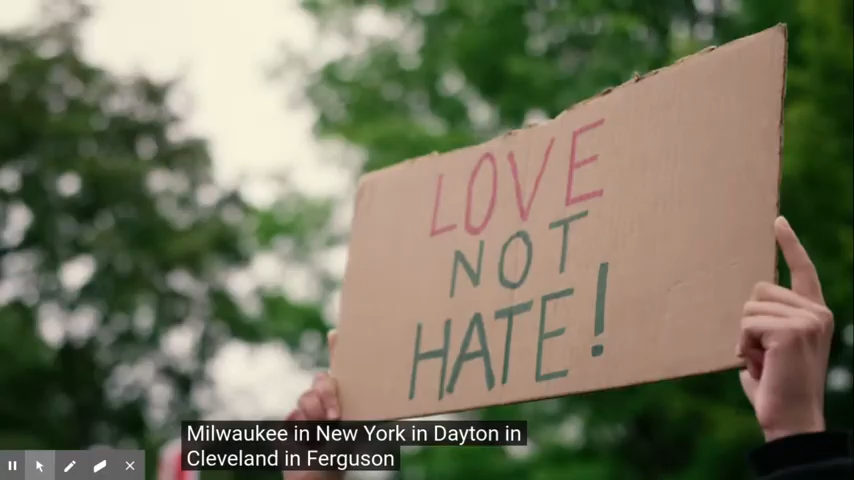 LOVE
NOT
HATE!
Milwaukee in New York in Dayton in
Cleveland in Ferguson